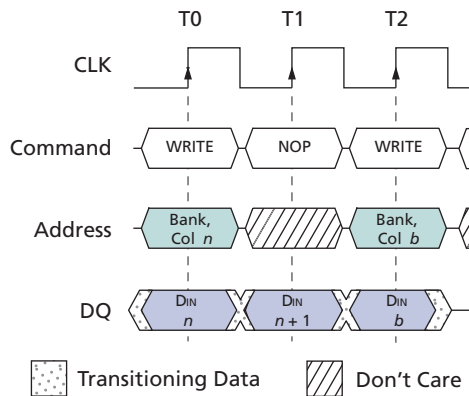 T0 T1 T2
CLK
Command WRITE NOP WRITE
Address Bank, Col n Bank, Col b
DQ DIN n DIN n + 1 DIN b
Transitioning Data Don't Care